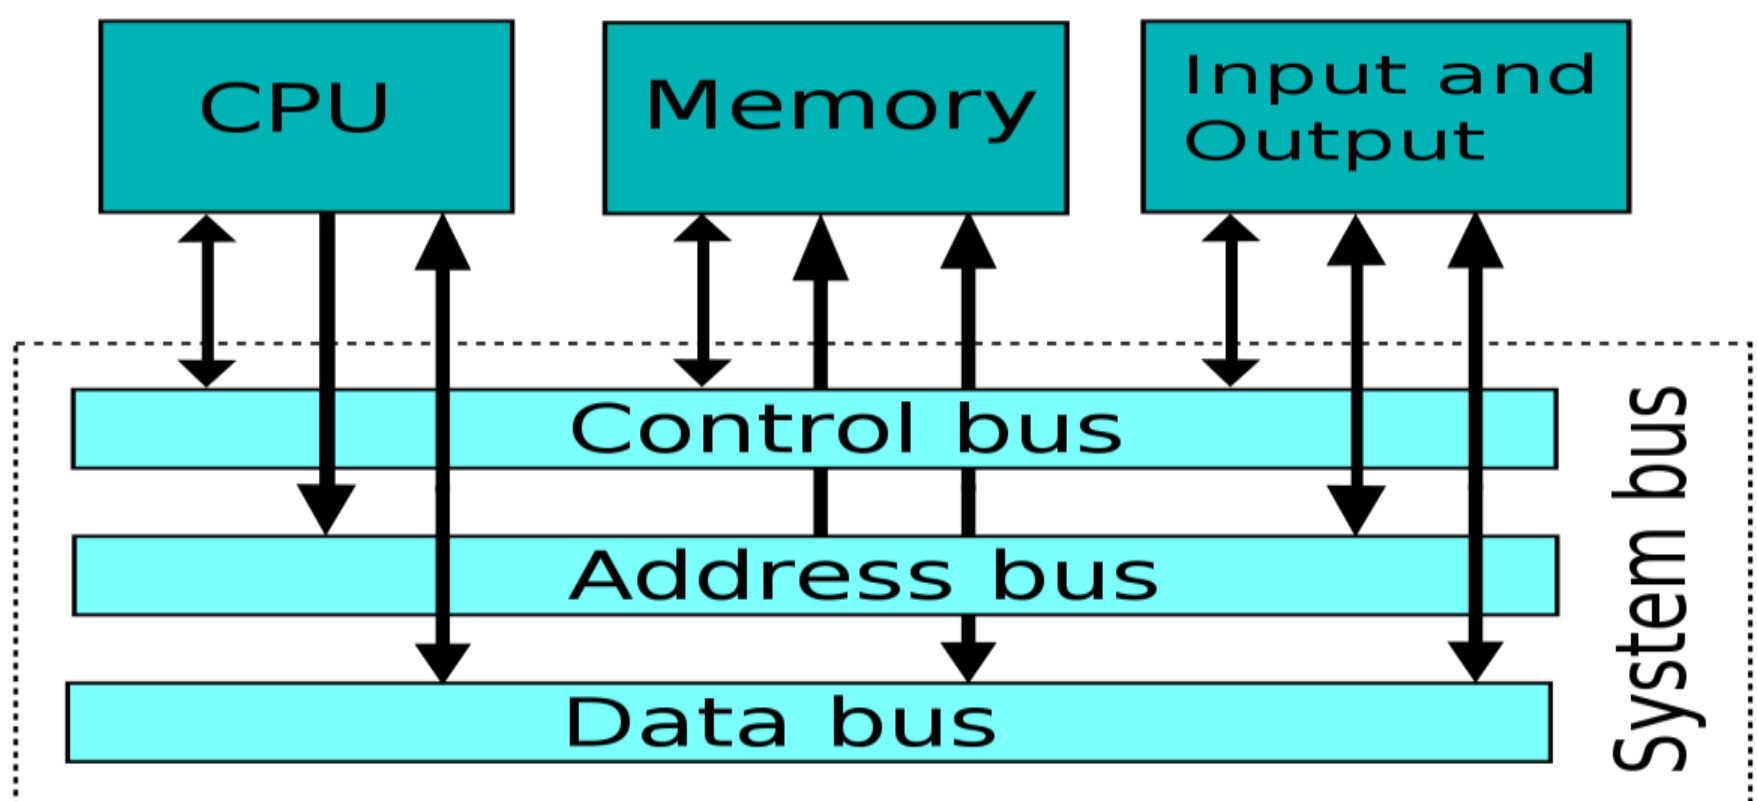 CPU
Memory
Input and
Output
Control bus
Address bus
Data bus
System bus